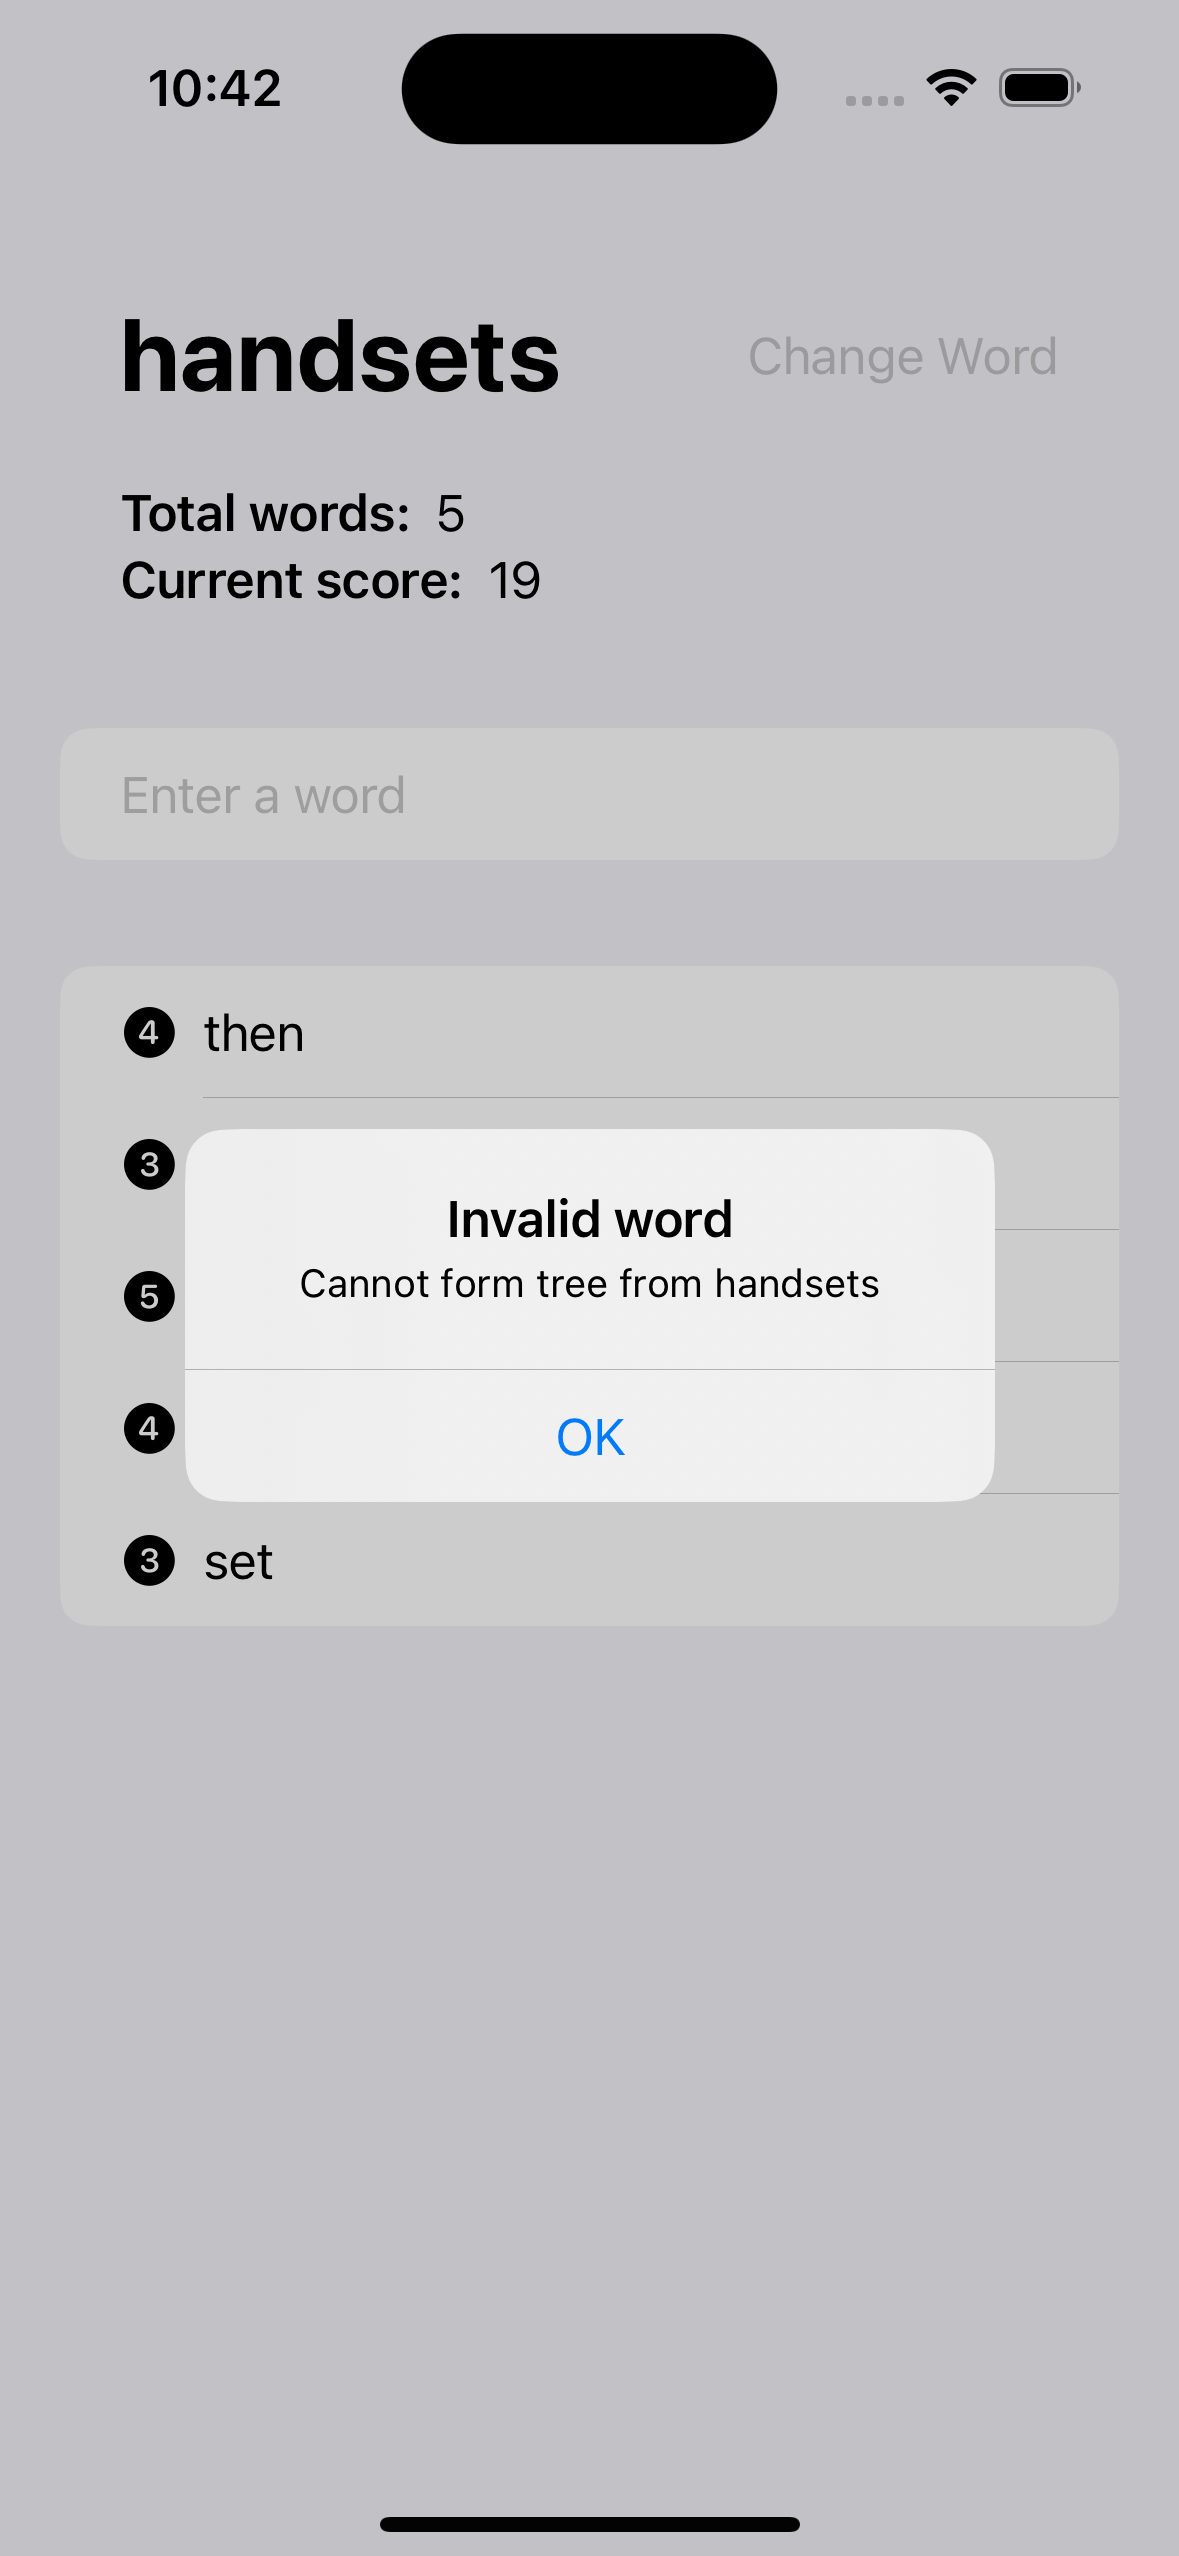 10:42
handsets Change Word
Total words: 5
Current score: 19
Enter a word
4 then
3
Invalid word
Cannot form tree from handsets
5
4
OK
3 set